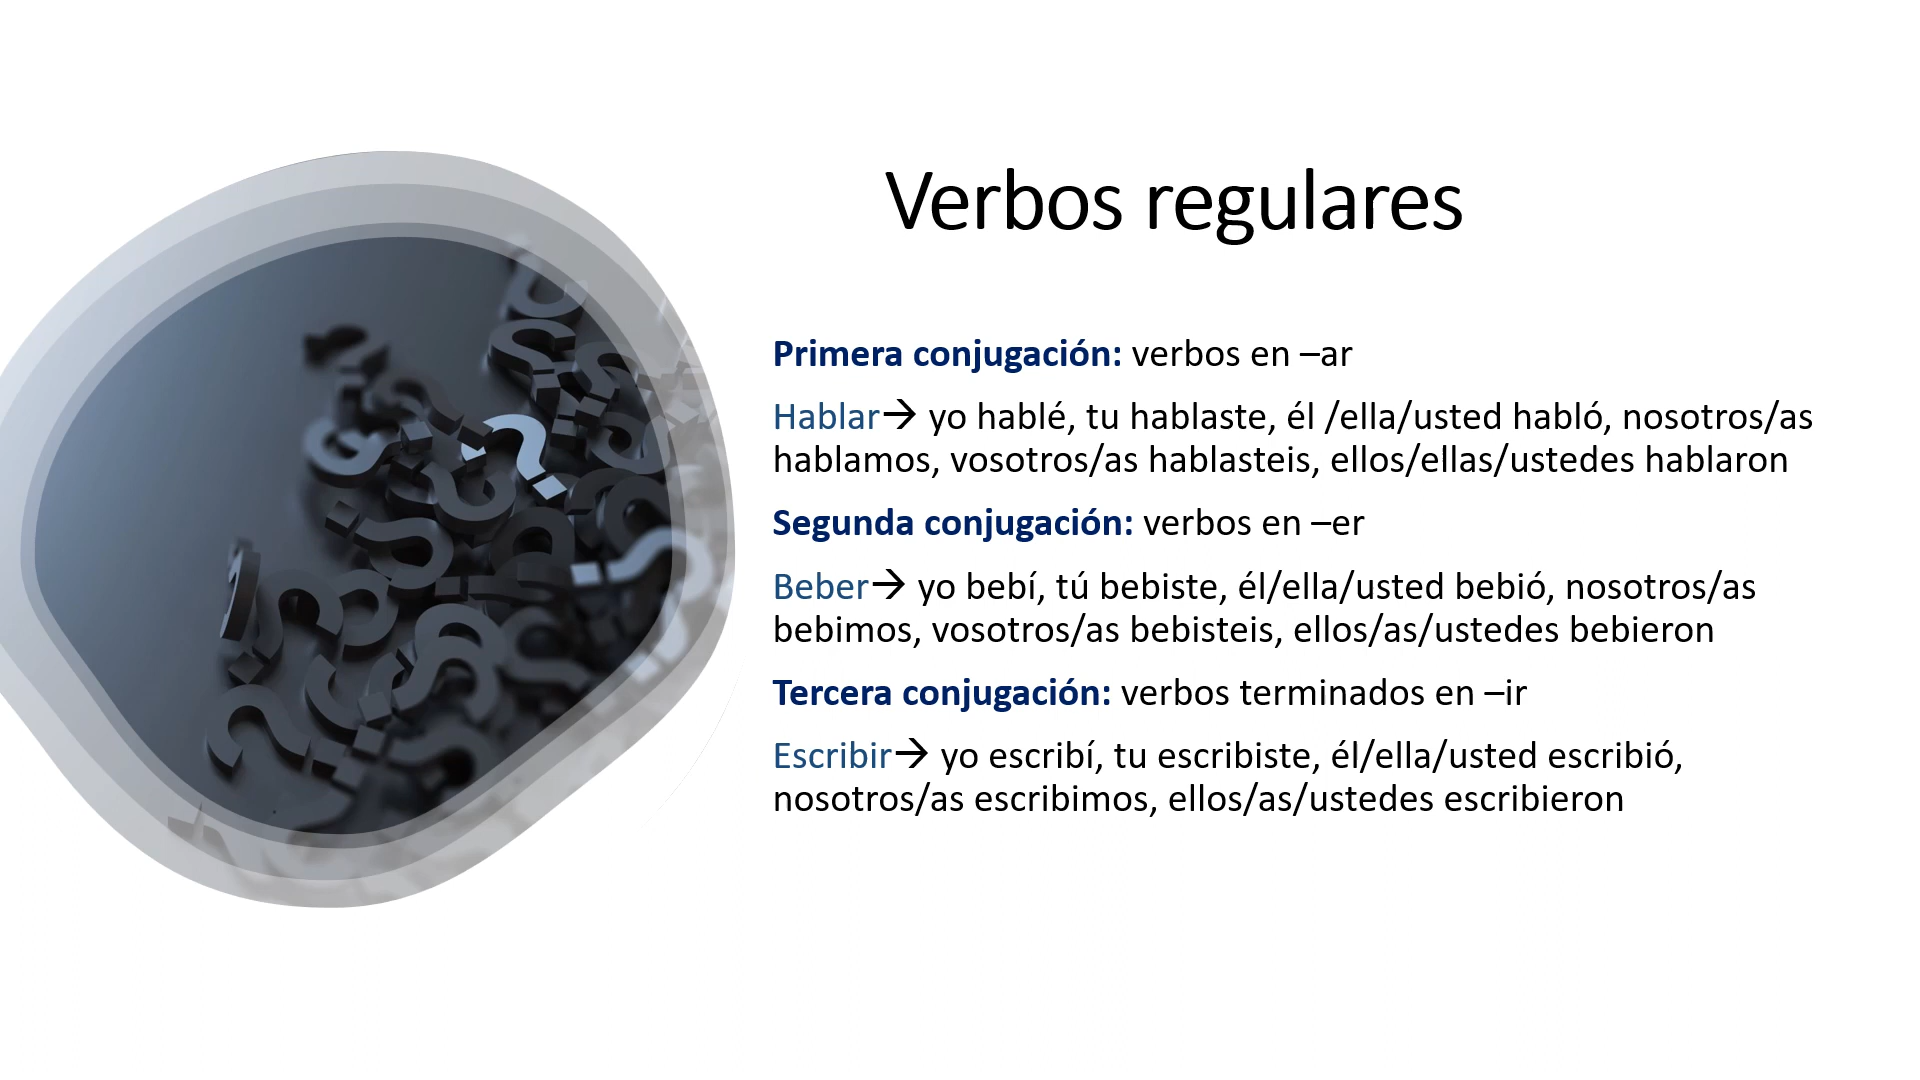 Verbos regulares
Primera conjugación: verbos en –ar
Hablar→ yo hablé, tu hablaste, él /ella/usted habló, nosotros/as
hablamos, vosotros/as hablasteis, ellos/ellas/ustedes hablaron
Segunda conjugación: verbos en –er
Beber→ yo bebí, tú bebiste, él/ella/usted bebió, nosotros/as
bebimos, vosotros/as bebisteis, ellos/as/ustedes bebieron
Tercera conjugación: verbos terminados en –ir
Escribir→ yo escribí, tu escribiste, él/ella/usted escribió,
nosotros/as escribimos, ellos/as/ustedes escribieron